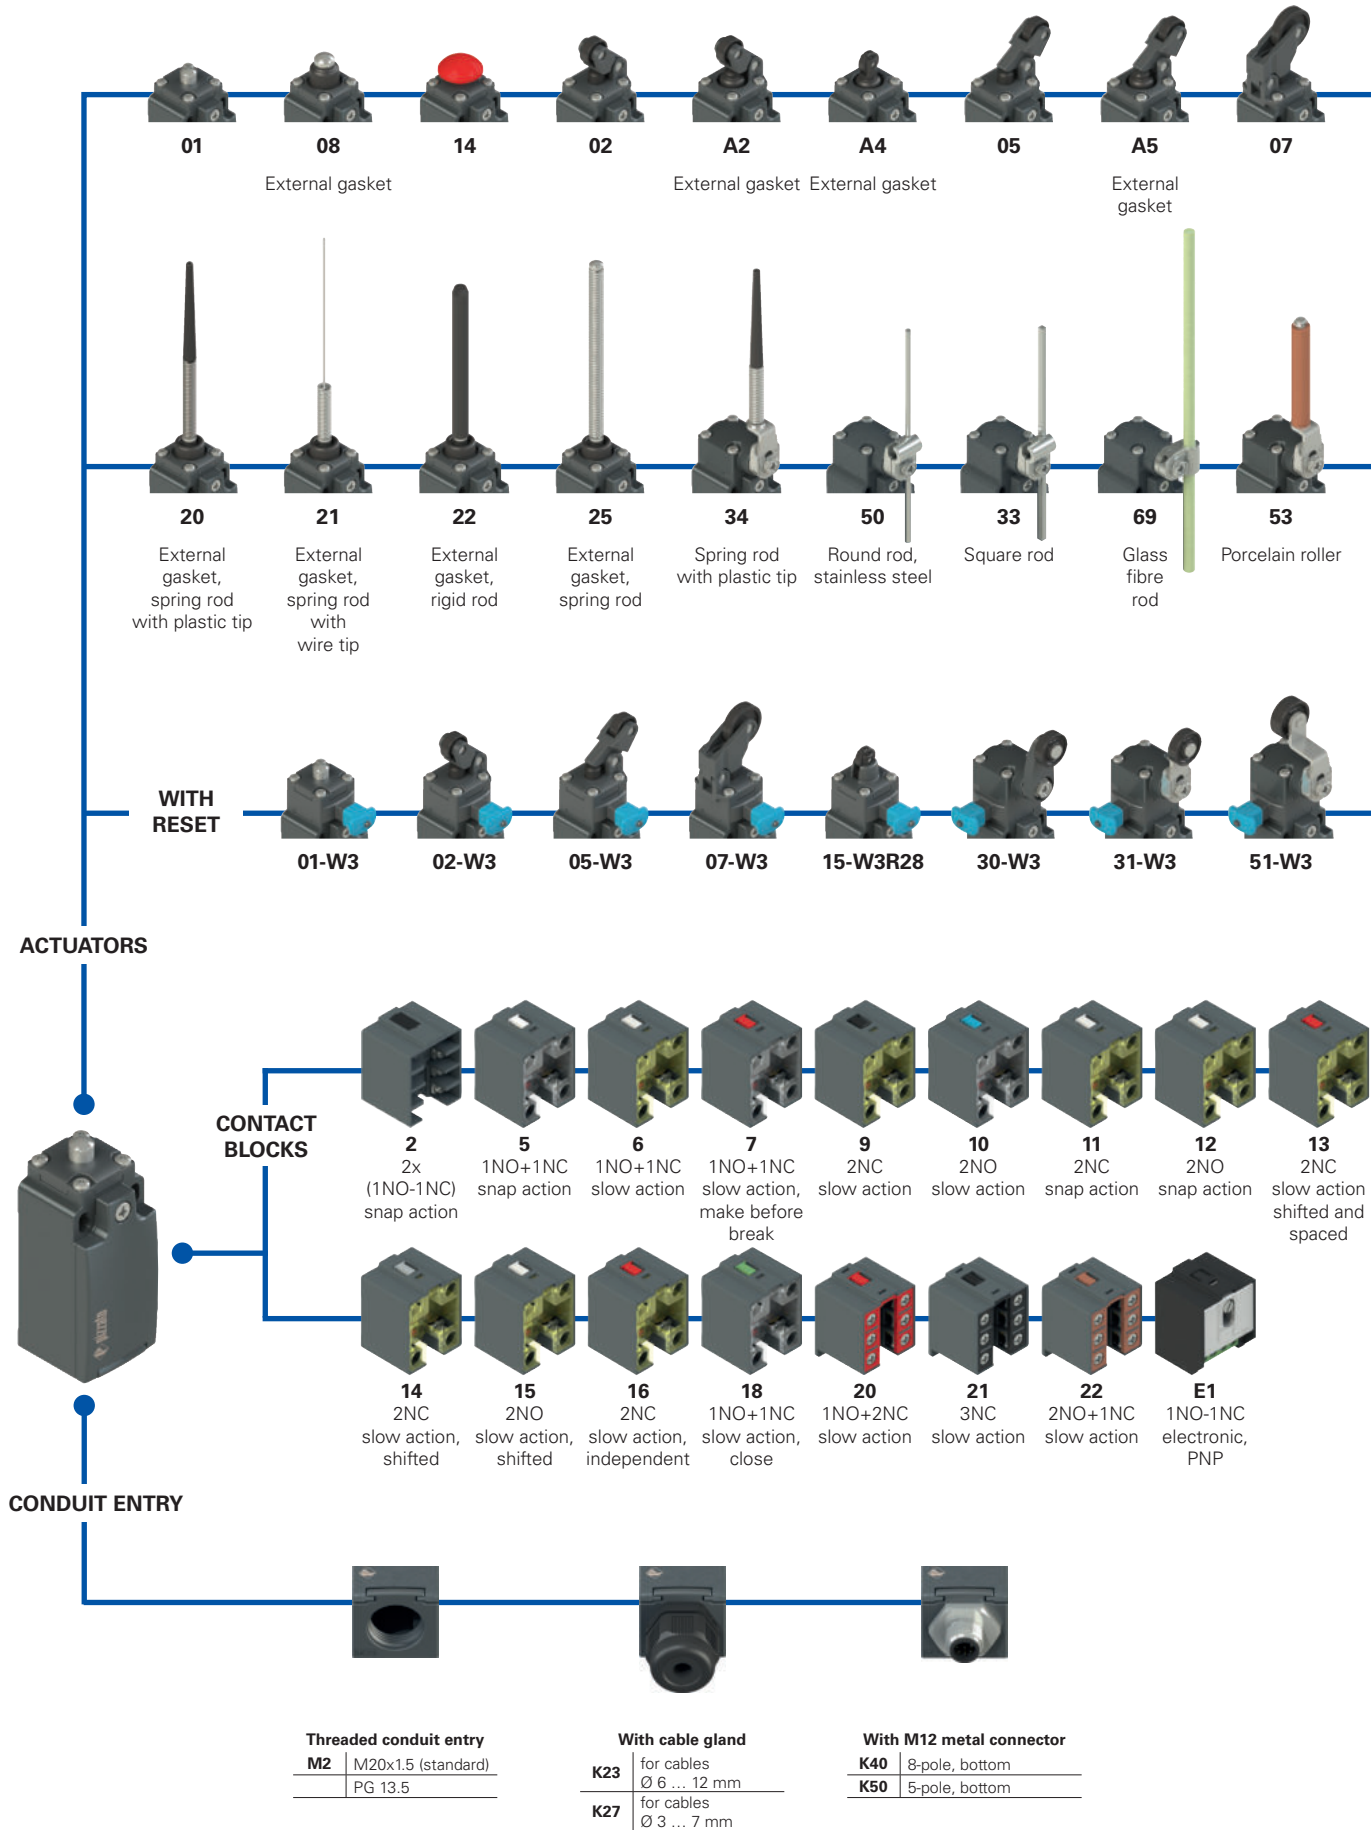 01 08 14 02 A2 A4 05 A5 07
External gasket External gasket External gasket External
gasket
20 21 22 25 34 50 33 69 53
External
gasket,
spring rod
with plastic tip
External
gasket,
spring rod
with
wire tip
External
gasket,
rigid rod
External
gasket,
spring rod
Spring rod
with plastic tip
Round rod,
stainless steel
Square rod
Glass
fibre
rod
Porcelain roller
WITH
RESET
01-W3 02-W3 05-W3 07-W3 15-W3R28 30-W3 31-W3 51-W3
ACTUATORS
CONTACT
BLOCKS
2
2x
(1NO-1NC)
snap action
5
1NO+1NC
snap action
6
1NO+1NC
slow action
7
1NO+1NC
slow action,
make before
break
9
2NC
slow action
10
2NO
slow action
11
2NC
snap action
12
2NO
snap action
13
2NC
slow action
shifted and
spaced
pizzato
14
2NC
slow action,
shifted
15
2NO
slow action,
shifted
16
2NC
slow action,
independent
18
1NO+1NC
slow action,
close
20
1NO+2NC
slow action
21
3NC
slow action
22
2NO+1NC
slow action
E1
1NO-1NC
electronic,
PNP
CONDUIT ENTRY
Threaded conduit entry
M2 M20x1.5 (standard)
PG 13.5
With cable gland
K23 for cables
Ø 6 … 12 mm
K27 for cables
Ø 3 … 7 mm
With M12 metal connector
K40 8-pole, bottom
K50 5-pole, bottom